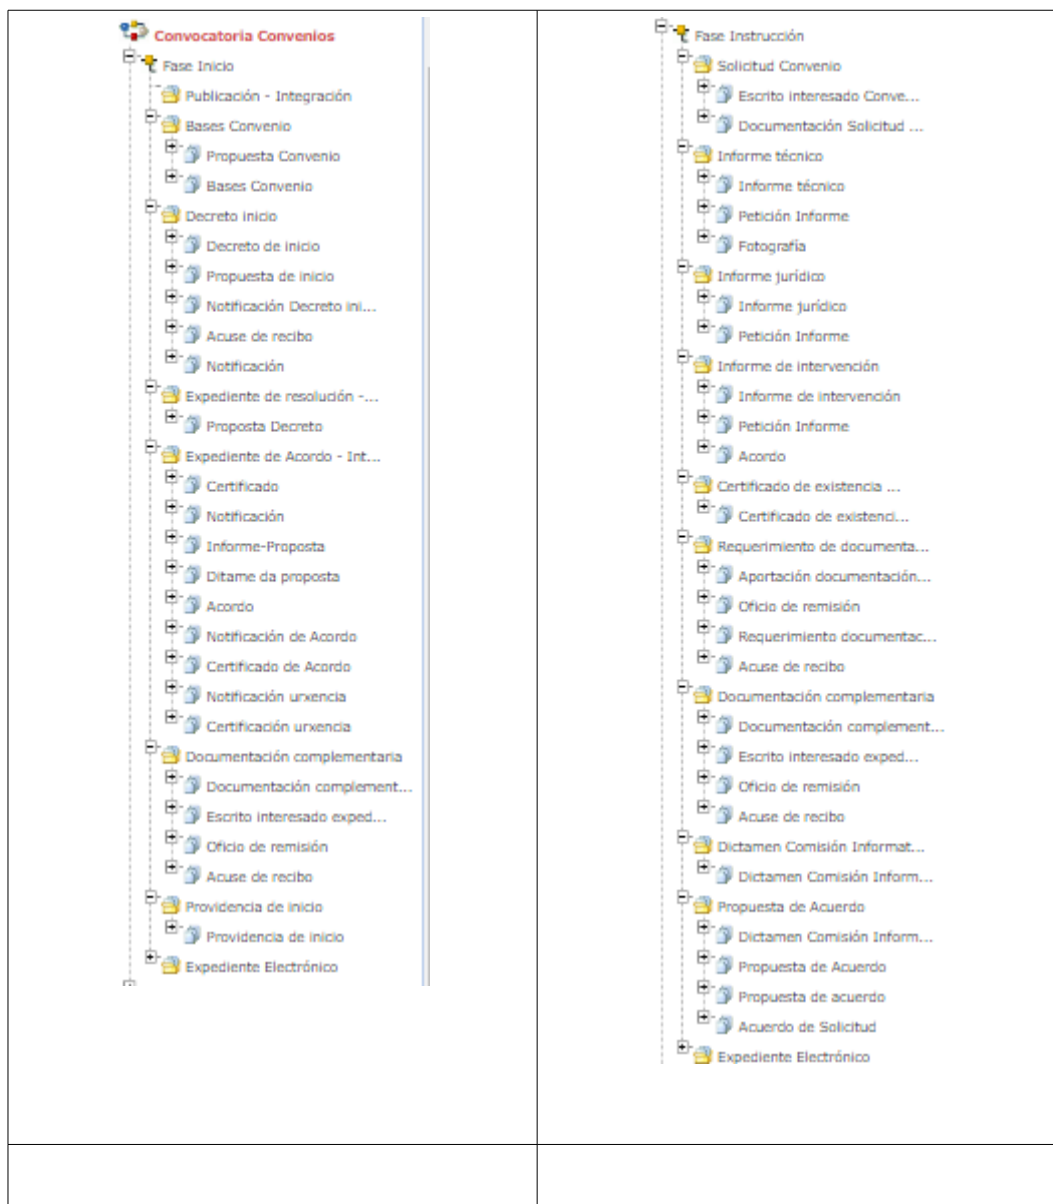 Convocatoria Convenios
Fase Inicio
Publicación - Integración
Bases Convenio
Propuesta Convenio
Bases Convenio
Decreto inicio
Decreto de inicio
Propuesta de inicio
Notificación Decreto ini...
Acuse de recibo
Notificación
Expediente de resolución -...
Proposta Decreto
Expediente de Acordo - Int...
Certificado
Notificación
Informe-Proposta
Ditame da proposta
Acordo
Notificación de Acordo
Certificado de Acordo
Notificación urxencia
Certificación urxencia
Documentación complementaria
Documentación complement...
Escrito interesado exped...
Oficio de remisión
Acuse de recibo
Providencia de inicio
Providencia de inicio
Expediente Electrónico
Fase Instrucción
Solicitud Convenio
Escrito interesado Conve...
Documentación Solicitud ...
Informe técnico
Informe técnico
Petición Informe
Fotografía
Informe jurídico
Informe jurídico
Petición Informe
Informe de intervención
Informe de intervención
Petición Informe
Acordo
Certificado de existencia ...
Certificado de existenci...
Requerimiento de documenta...
Aportación documentación...
Oficio de remisión
Requerimiento documentac...
Acuse de recibo
Documentación complementaria
Documentación complement...
Escrito interesado exped...
Oficio de remisión
Acuse de recibo
Dictamen Comisión Informat...
Dictamen Comisión Inform...
Propuesta de Acuerdo
Dictamen Comisión Inform...
Propuesta de Acuerdo
Propuesta de acuerdo
Acuerdo de Solicitud
Expediente Electrónico